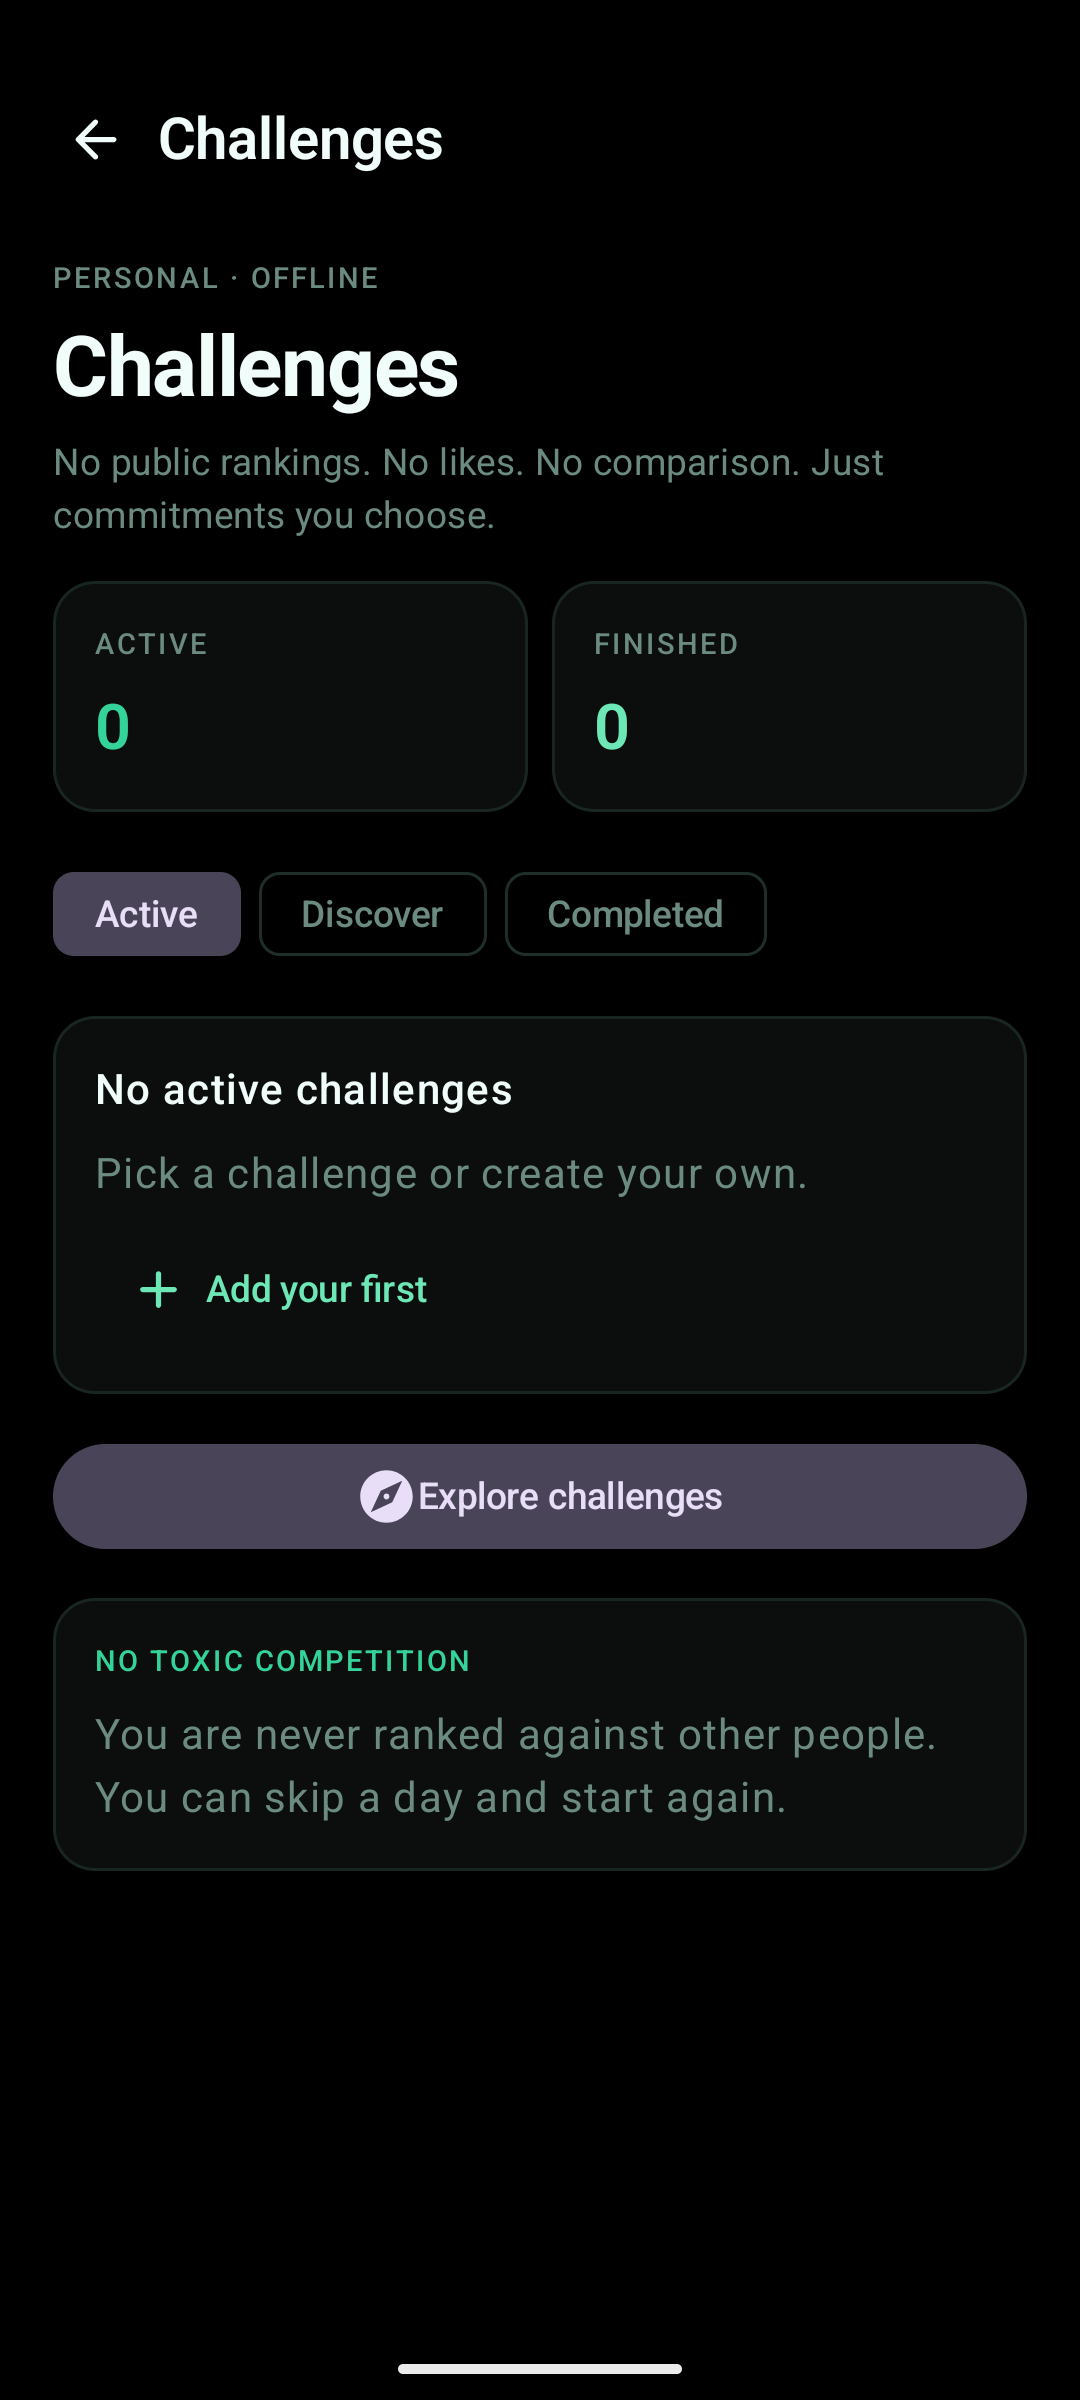 Challenges
PERSONAL · OFFLINE
Challenges
No public rankings. No likes. No comparison. Just
commitments you choose.
ACTIVE
0
FINISHED
0
Active
Discover
Completed
No active challenges
Pick a challenge or create your own.
Add your first
Explore challenges
NO TOXIC COMPETITION
You are never ranked against other people.
You can skip a day and start again.